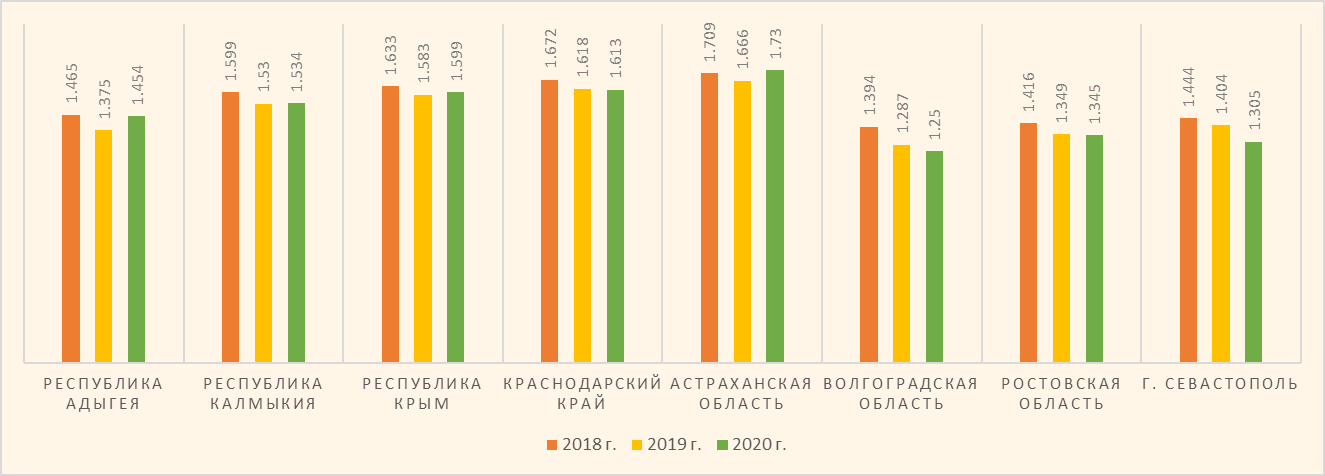 1.465
1.375
1.454
1.599
1.53
1.534
1.633
1.583
1.599
1.672
1.618
1.613
1.709
1.666
1.73
1.394
1.287
1.25
1.416
1.349
1.345
1.444
1.404
1.305
РЕСПУБЛИКА
АДЫГЕЯ
РЕСПУБЛИКА
КАЛМЫКИЯ
РЕСПУБЛИКА
КРЫМ
КРАСНОДАРСКИЙ
КРАЙ
АСТРАХАНСКАЯ
ОБЛАСТЬ
ВОЛГОГРАДСКАЯ
ОБЛАСТЬ
РОСТОВСКАЯ
ОБЛАСТЬ
Г. СЕВАСТОПОЛЬ
2018 г.
2019 г.
2020 г.